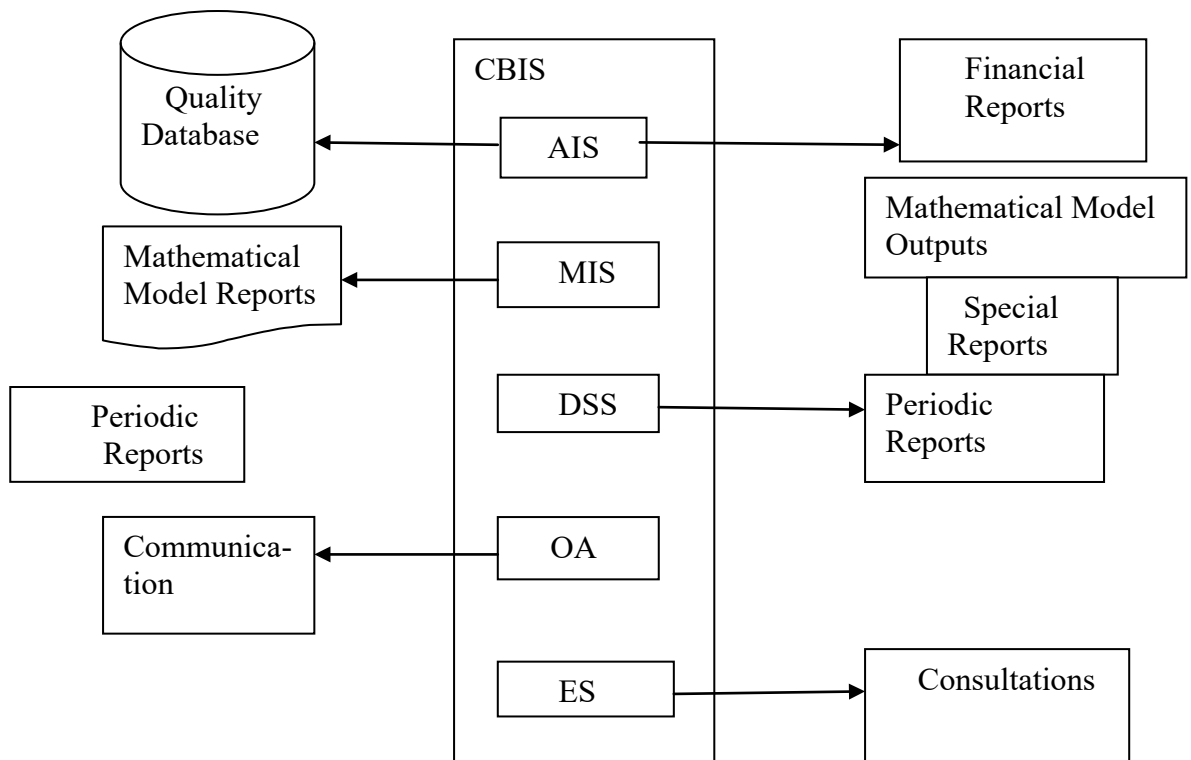 CBIS
Quality
Database
AIS
Financial
Reports
Mathematical
Model Reports
MIS
Mathematical Model
Outputs
Special
Reports
Periodic
Reports
DSS
Periodic
Reports
Communica-
tion
OA
ES
Consultations